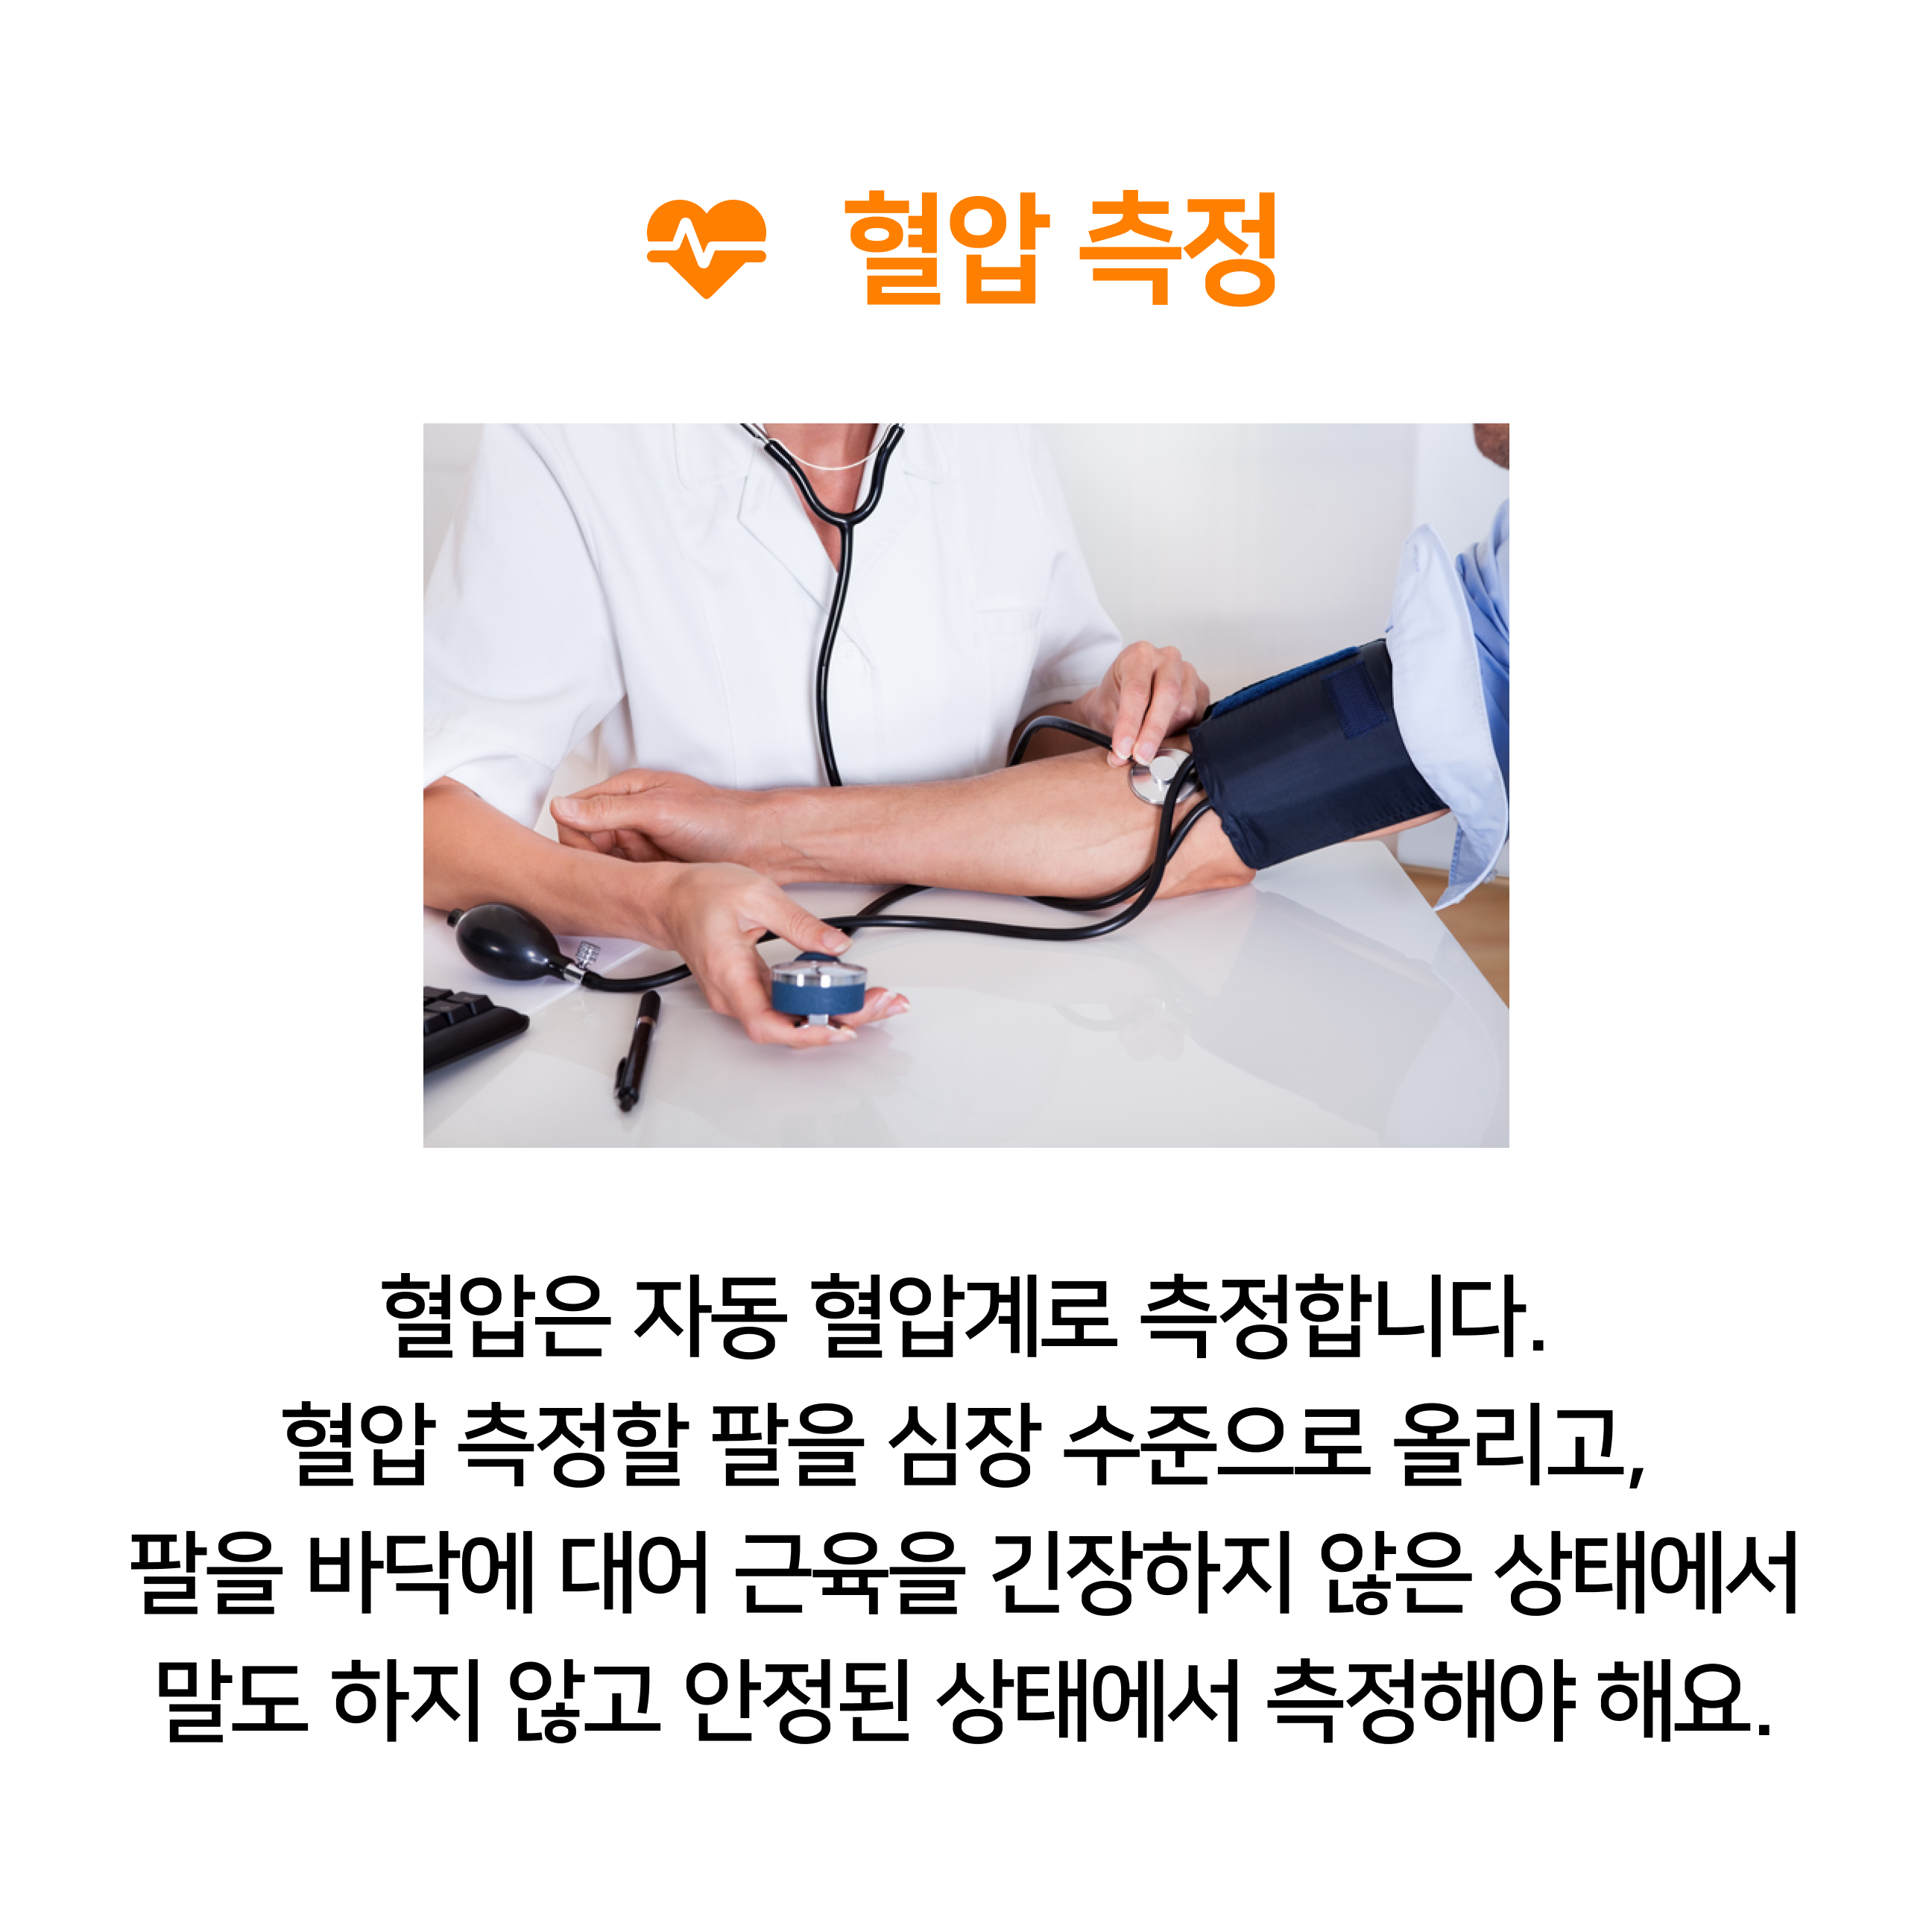 혈압 측정
혈압은 자동 혈압계로 측정합니다.
혈압 측정할 팔을 심장 수준으로 올리고,
팔을 바닥에 대어 근육을 긴장하지 않은 상태에서
말도 하지 않고 안정된 상태에서 측정해야 해요.